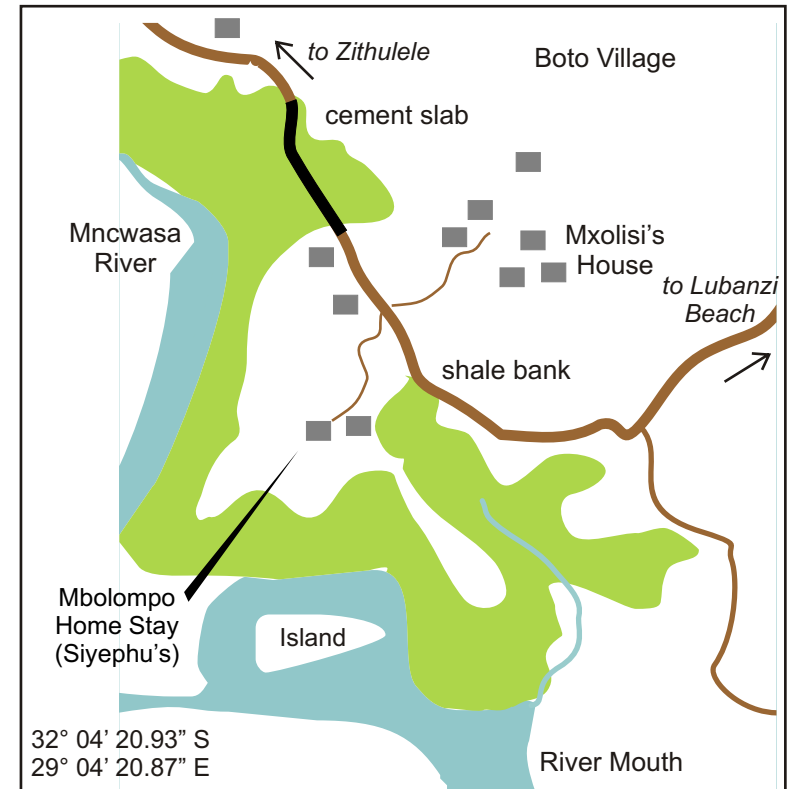 to Zithulele
Boto Village
cement slab
Mncwasa
River
Mxolisi’s
House
to Lubanzi
Beach
shale bank
Mbolompo
Home Stay
(Siyephu’s)
Island
32° 04’ 20.93” S
29° 04’ 20.87” E
River Mouth